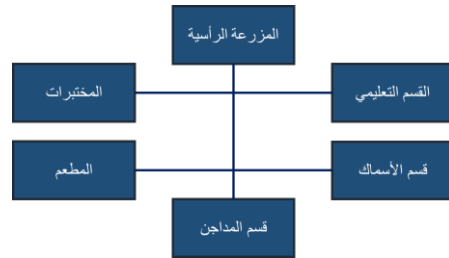 المزرعة الرأسية
القسم التعليمي
المختبرات
قسم الأسماك
المطعم
قسم المداجن